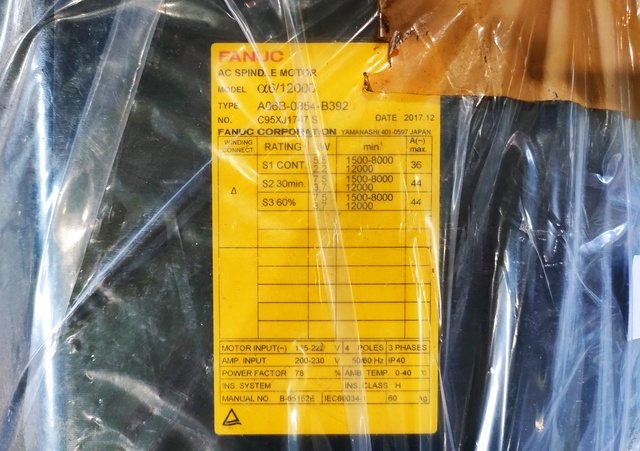 FANUC
AC SPINDLE MOTOR
MODEL α6/12000
TYPE A06B-0854-B392
NO. DATE 2017.12
FANUC CORPORATION YAMANASHI 401-0597 JAPAN
WINDING CONNECT. RATING kW min⁻¹ A(~) max.
Δ S1 CONT. 1500-8000 12000 36
S2 30min. 1500-8000 12000 44
S3 60% 1500-8000 12000 44
MOTOR INPUT(~) V 4 POLES 3 PHASES
AMP. INPUT 200-230 V 50/60 Hz IP40
POWER FACTOR 78 % AMB. TEMP. 0-40 °C
INS. SYSTEM INS. CLASS H
MANUAL NO. IEC60034- 60 kg